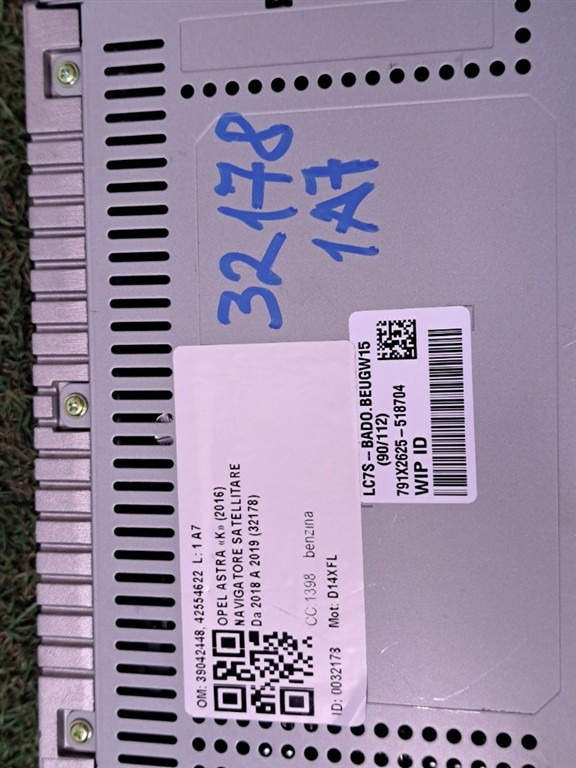 32178
1A7
LC7S-BADO.BEUGW15
(90/112)
791X2625-518704
WIP ID
OM: 39042448, 42554622 L: 1 A7
OPEL ASTRA «K» (2016)
NAVIGATORE SATELLITARE
Da 2018 A 2019 (32178)
CC 1398 benzina
ID: 0032178 Mot: D14XFL